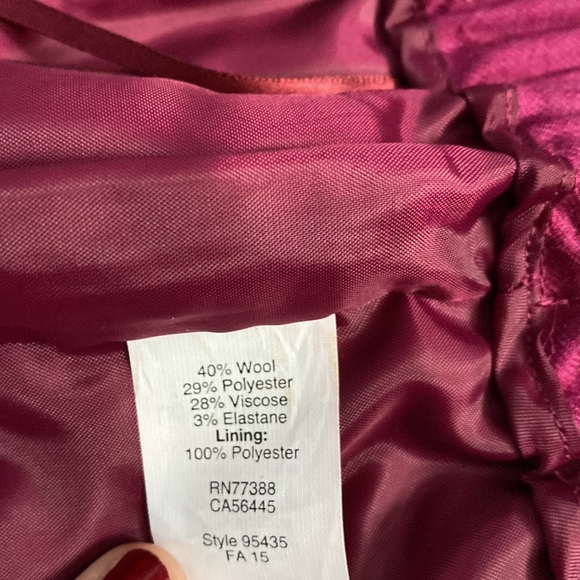 40% Wool
29% Polyester
28% Viscose
3% Elastane
Lining:
100% Polyester
RN77388
CA56445
Style 95435
FA 15